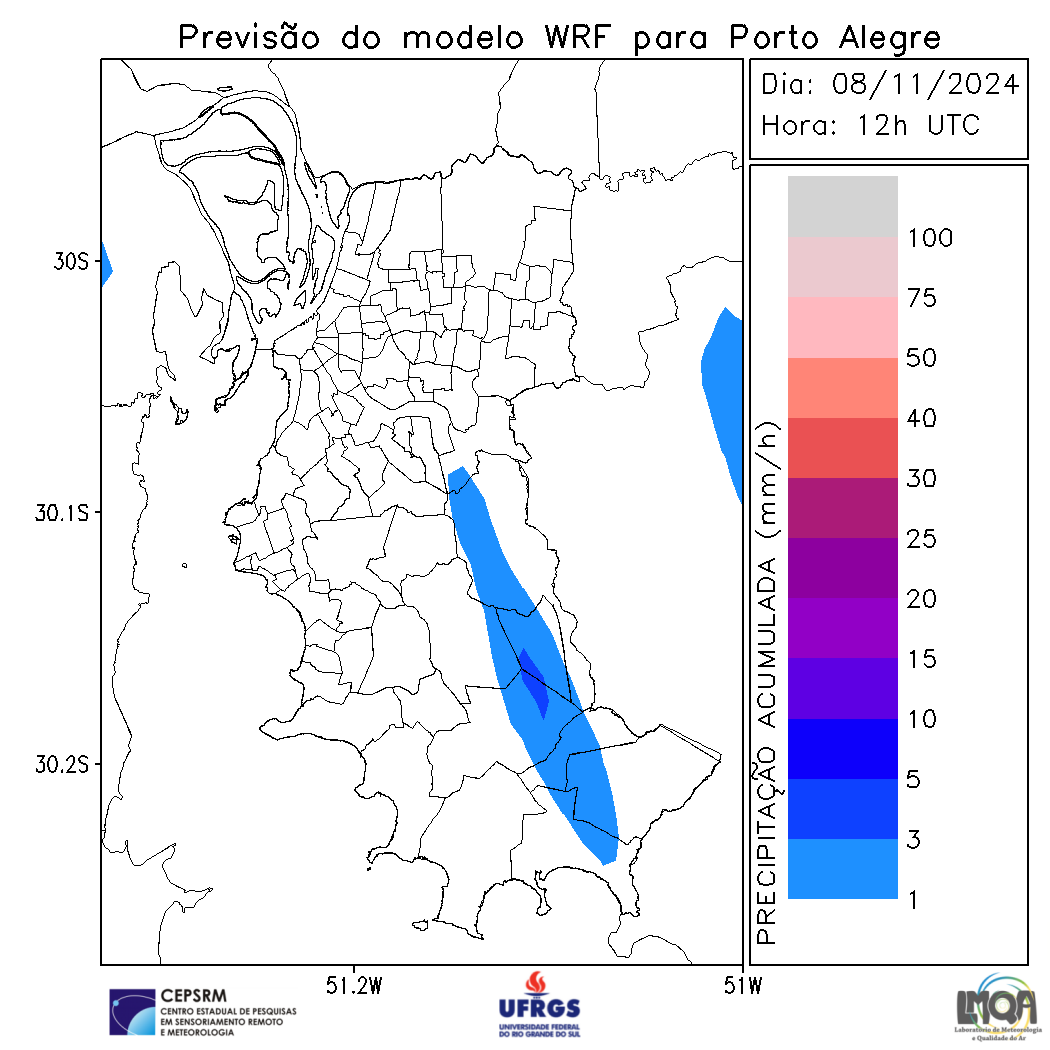 Previsão do modelo WRF para Porto Alegre
Dia: 08/11/2024
Hora: 12h UTC
30S
30.1S
30.2S
51.2W
51W
PRECIPITAÇÃO ACUMULADA (mm/h)
100
75
50
40
30
25
20
15
10
5
3
1
CEPSRM
CENTRO ESTADUAL DE PESQUISAS
EM SENSORIAMENTO REMOTO
E METEOROLOGIA
UFRGS
UNIVERSIDADE FEDERAL
DO RIO GRANDE DO SUL
LMQA
Laboratório de Meteorologia
e Qualidade do Ar